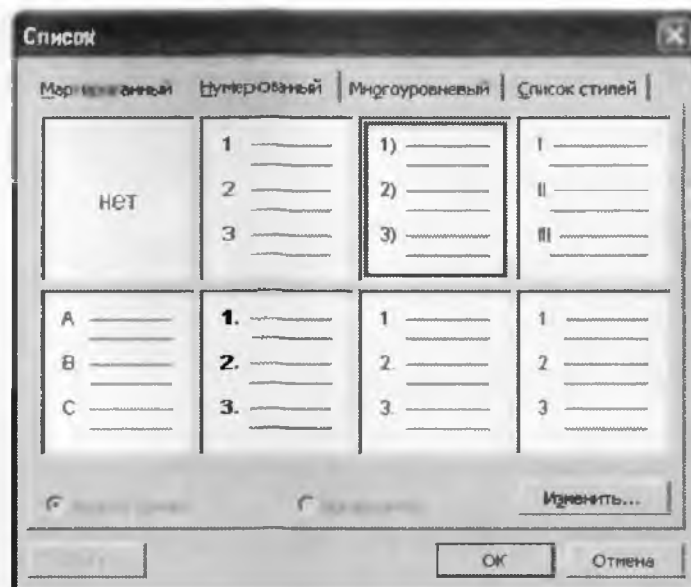 Список
Маркированный Нумерованный Многоуровневый Список стилей
нет
1
2
3
1)
2)
3)
I
II
III
A
B
C
1.
2.
3.
1
2
3
1
2
3
Изменить...
ОК Отмена